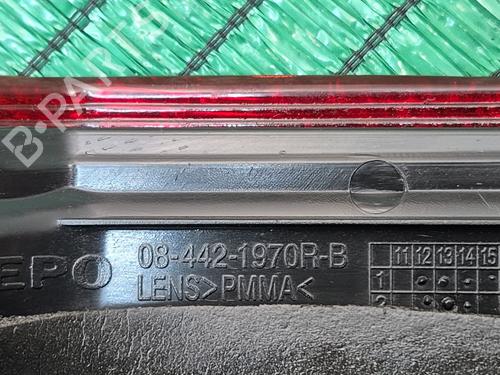 B-PARTS
EPO 08-442-1970R-B
LENS>PMMA<
11 12 13 14 15
1
2